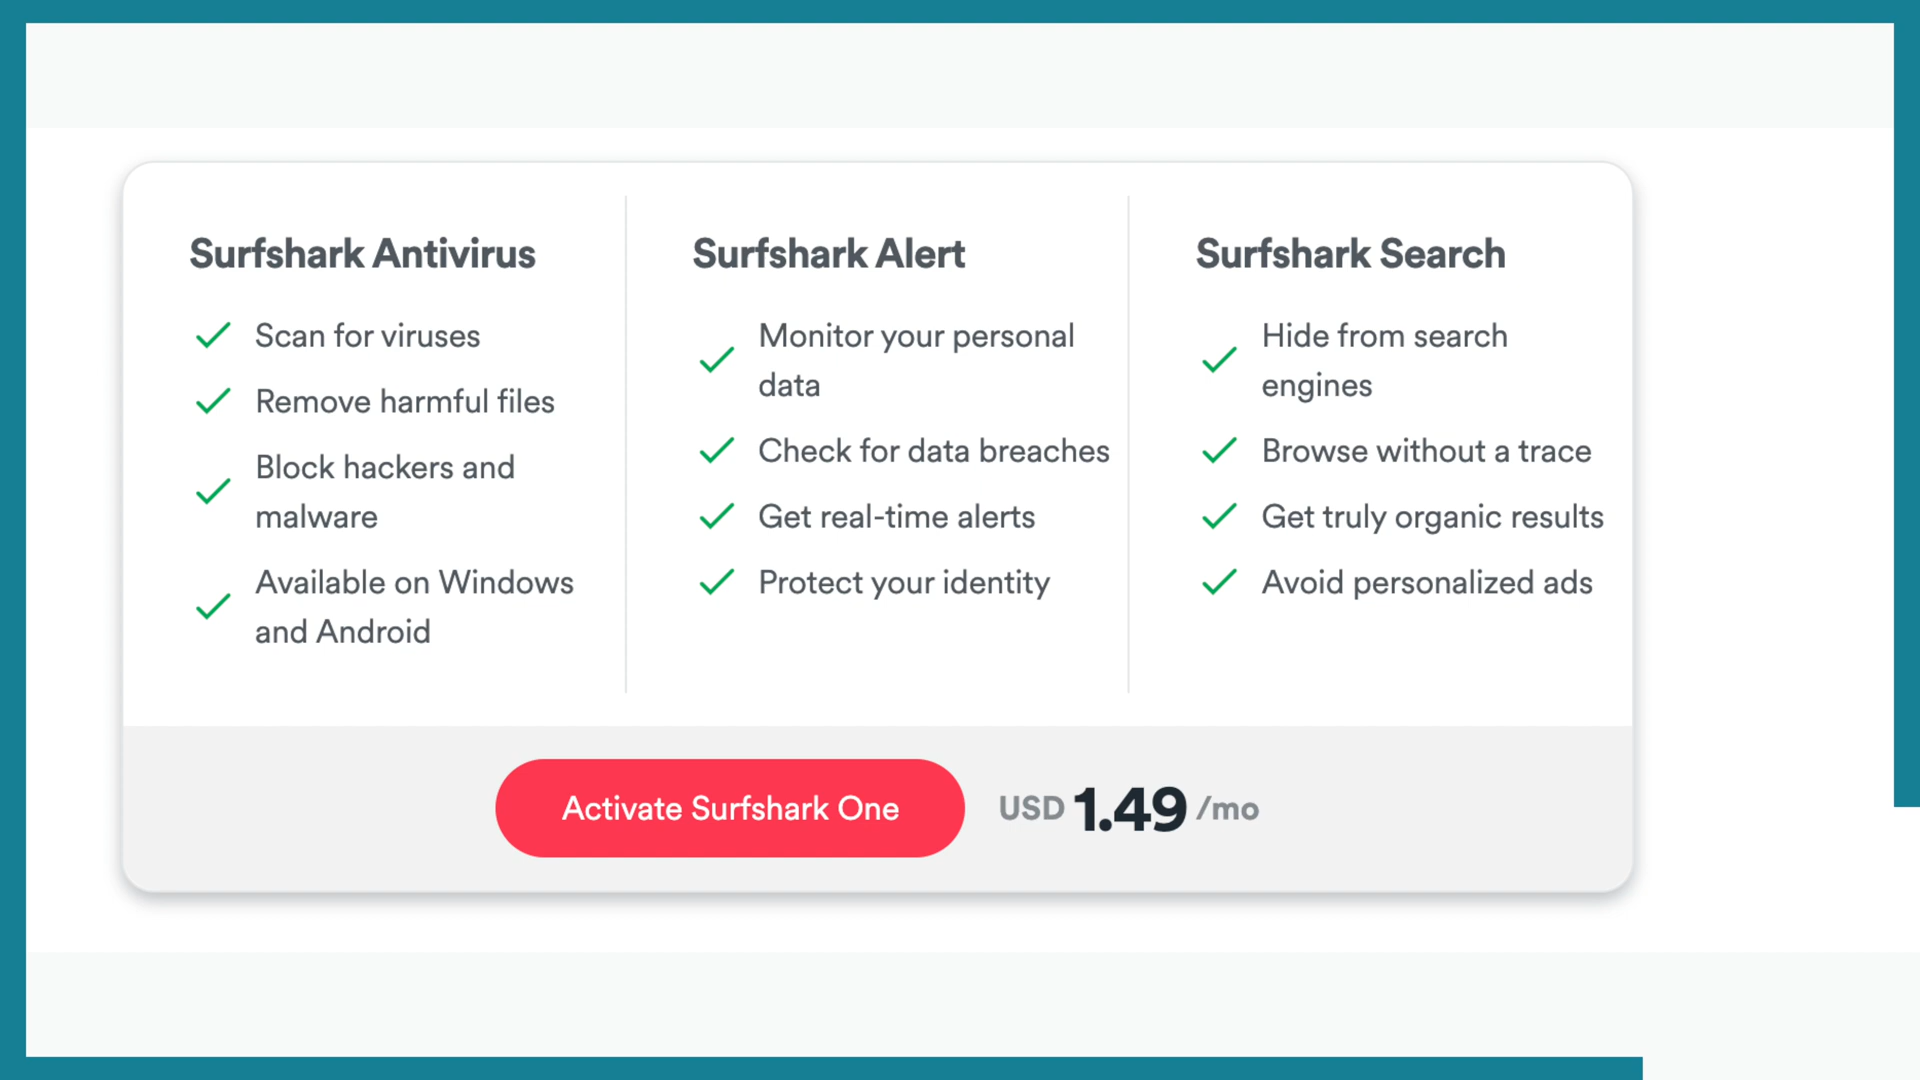 Surfshark Antivirus
Scan for viruses
Remove harmful files
Block hackers and
malware
Available on Windows
and Android
Surfshark Alert
Monitor your personal
data
Check for data breaches
Get real-time alerts
Protect your identity
Surfshark Search
Hide from search
engines
Browse without a trace
Get truly organic results
Avoid personalized ads
Activate Surfshark One
USD 1.49 /mo